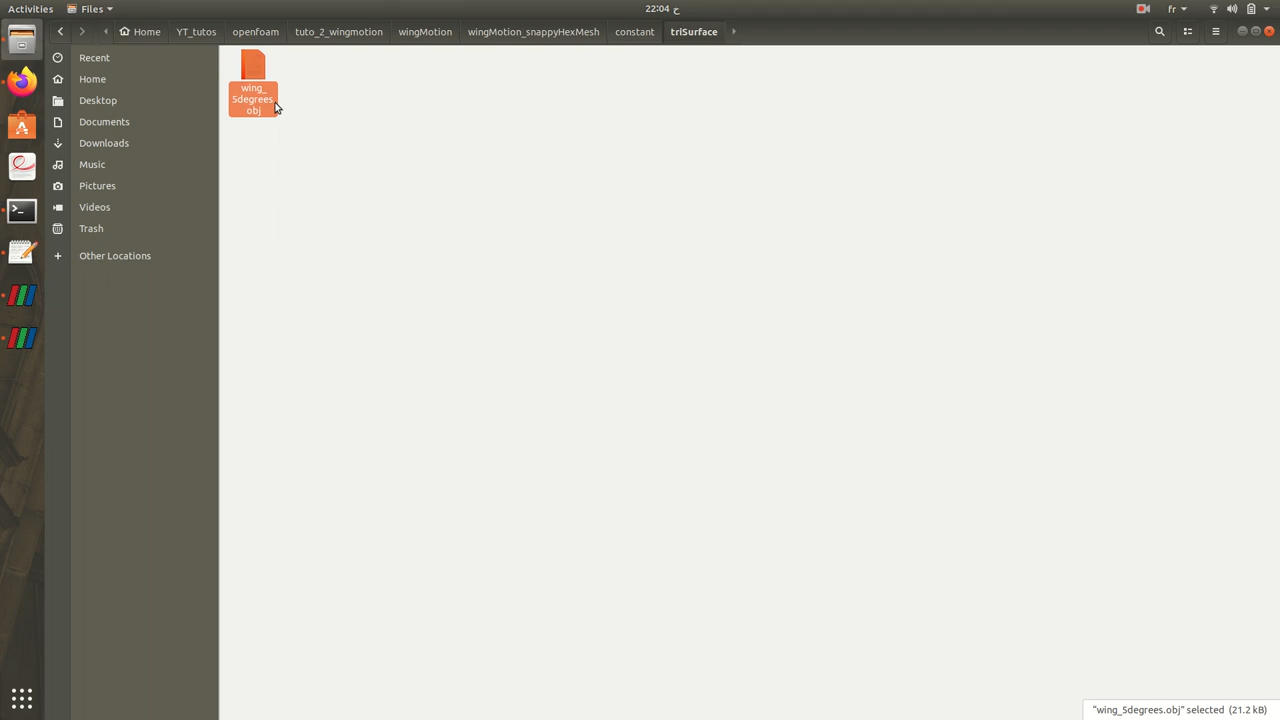 Activities Files 22:04 ح fr
Home YT_tutos openfoam tuto_2_wingmotion wingMotion wingMotion_snappyHexMesh constant triSurface
Recent
Home
Desktop
Documents
Downloads
Music
Pictures
Videos
Trash
Other Locations
wing_
5degrees.
obj
"wing_5degrees.obj" selected (21.2 kB)